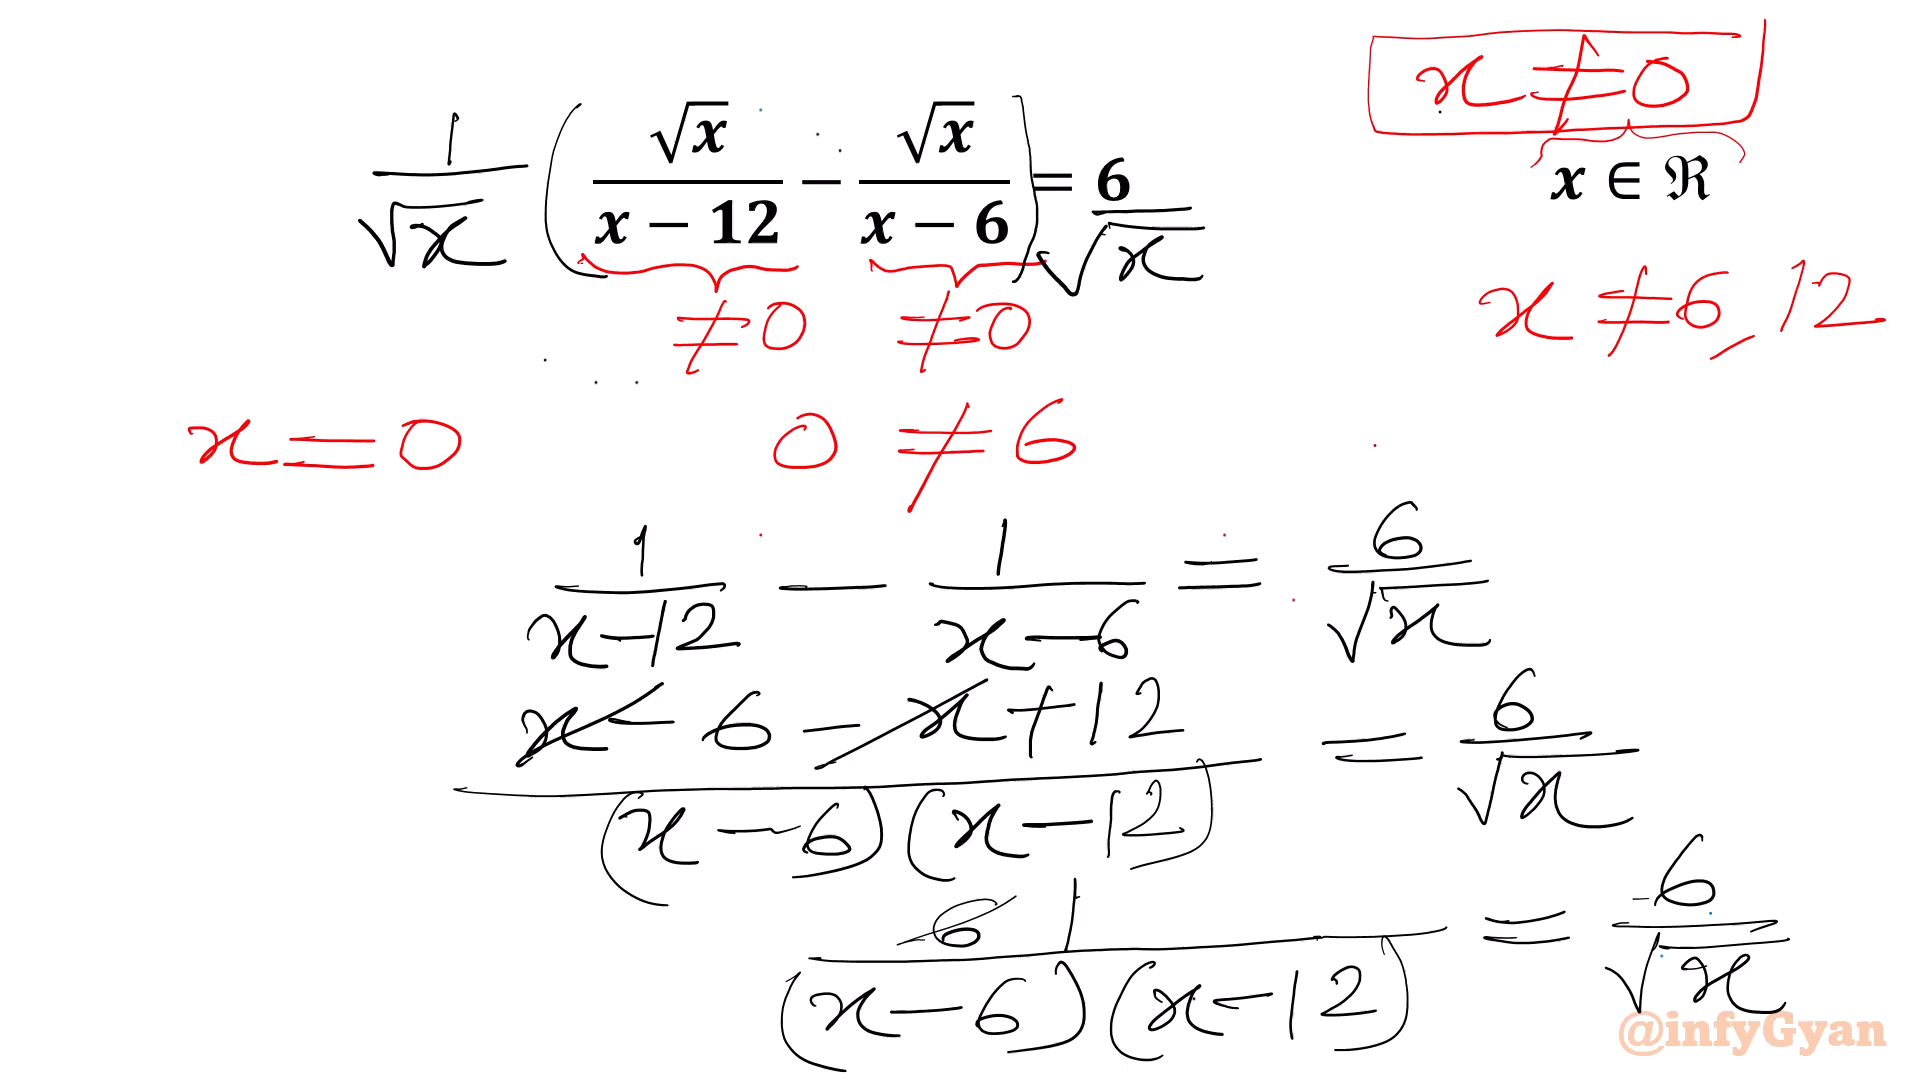 x ≠ 0
1/√x ( √x/(x − 12) − √x/(x − 6) ) = 6/√x
x ∈ ℜ
≠0 ≠0
x ≠ 6, 12
x = 0 0 ≠ 6
1/(x−12) − 1/(x−6) = 6/√x
(x − 6 − x + 12)/((x − 6)(x − 12)) = 6/√x
6 1/((x − 6)(x − 12)) = 6/√x
@infyGyan